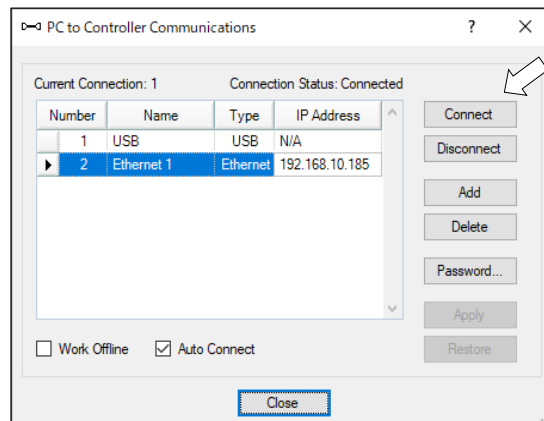 PC to Controller Communications ? ×
Current Connection: 1 Connection Status: Connected
Number Name Type IP Address
1 USB USB N/A
2 Ethernet 1 Ethernet 192.168.10.185
Connect
Disconnect
Add
Delete
Password...
Apply
Restore
Work Offline Auto Connect
Close